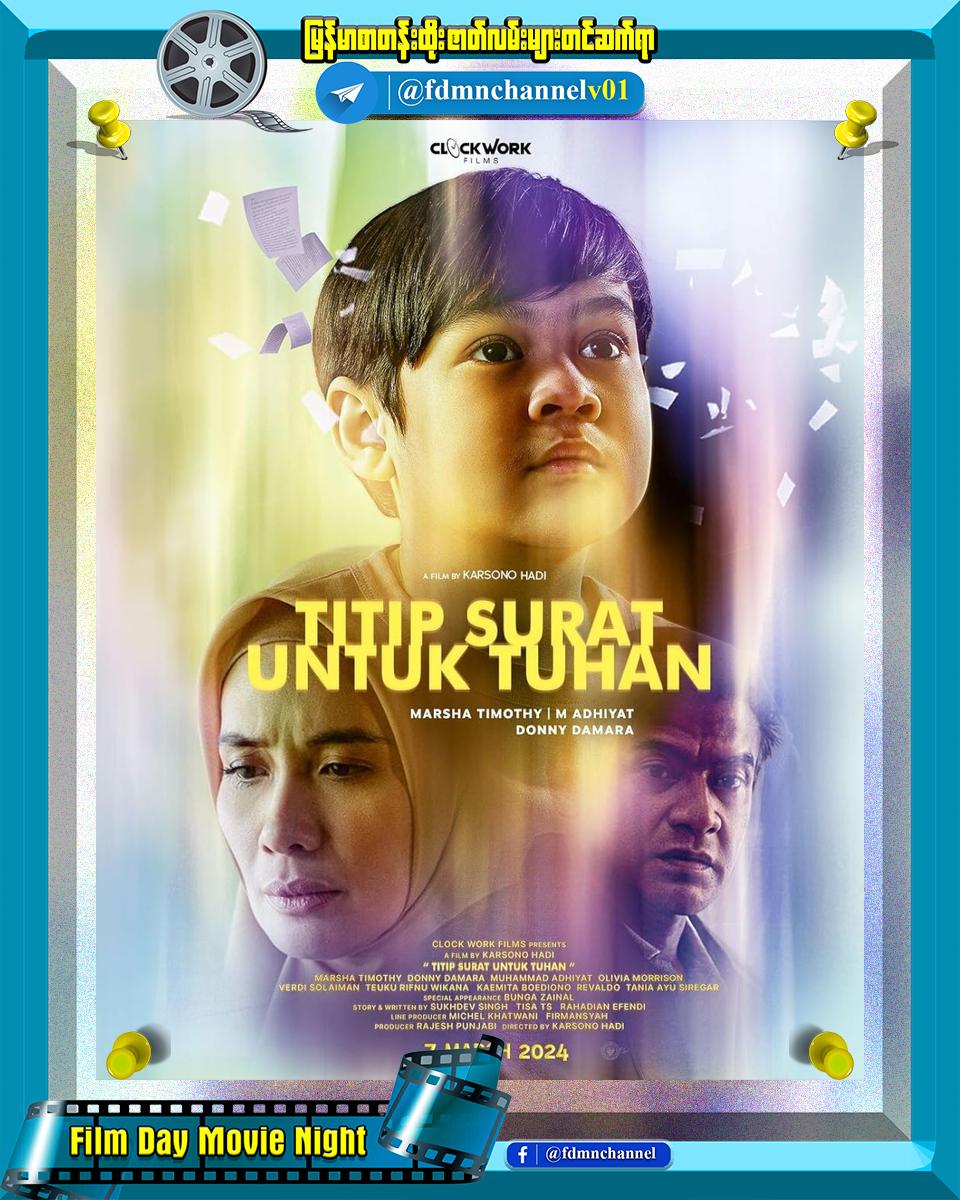 မြန်မာစာတန်းထိုး ဇာတ်လမ်းများတင်ဆက်ရာ
@fdmnchannelv01
CLOCKWORK
FILMS
A FILM BY KARSONO HADI
TITIP SURAT
UNTUK TUHAN
MARSHA TIMOTHY | M ADHIYAT
DONNY DAMARA
CLOCK WORK FILMS PRESENTS
A FILM BY KARSONO HADI
“ TITIP SURAT UNTUK TUHAN “
MARSHA TIMOTHY DONNY DAMARA MUHAMMAD ADHIYAT OLIVIA MORRISON
VERDI SOLAIMAN TEUKU RIFNU WIKANA KAEMITA BOEDIONO REVALDO TANIA AYU SIREGAR
SPECIAL APPEARANCE BUNGA ZAINAL
STORY & WRITTEN BY SUKHDEV SINGH TISA TS RAHADIAN EFENDI
LINE PRODUCER MICHEL KHATWANI FIRMANSYAH
PRODUCER RAJESH PUNJABI DIRECTED BY KARSONO HADI
7 MARCH 2024
Film Day Movie Night
@fdmnchannel